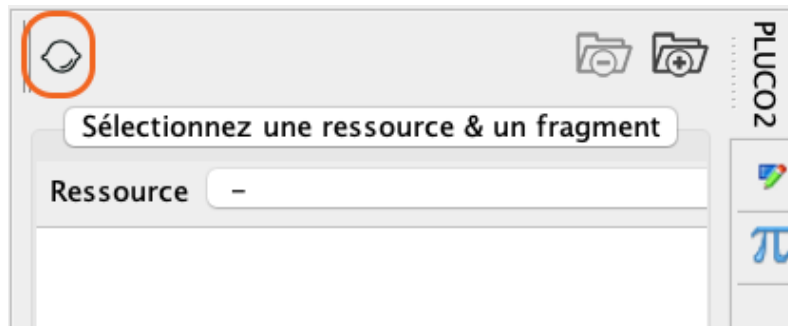 PLUCO2
Sélectionnez une ressource & un fragment
Ressource –
π